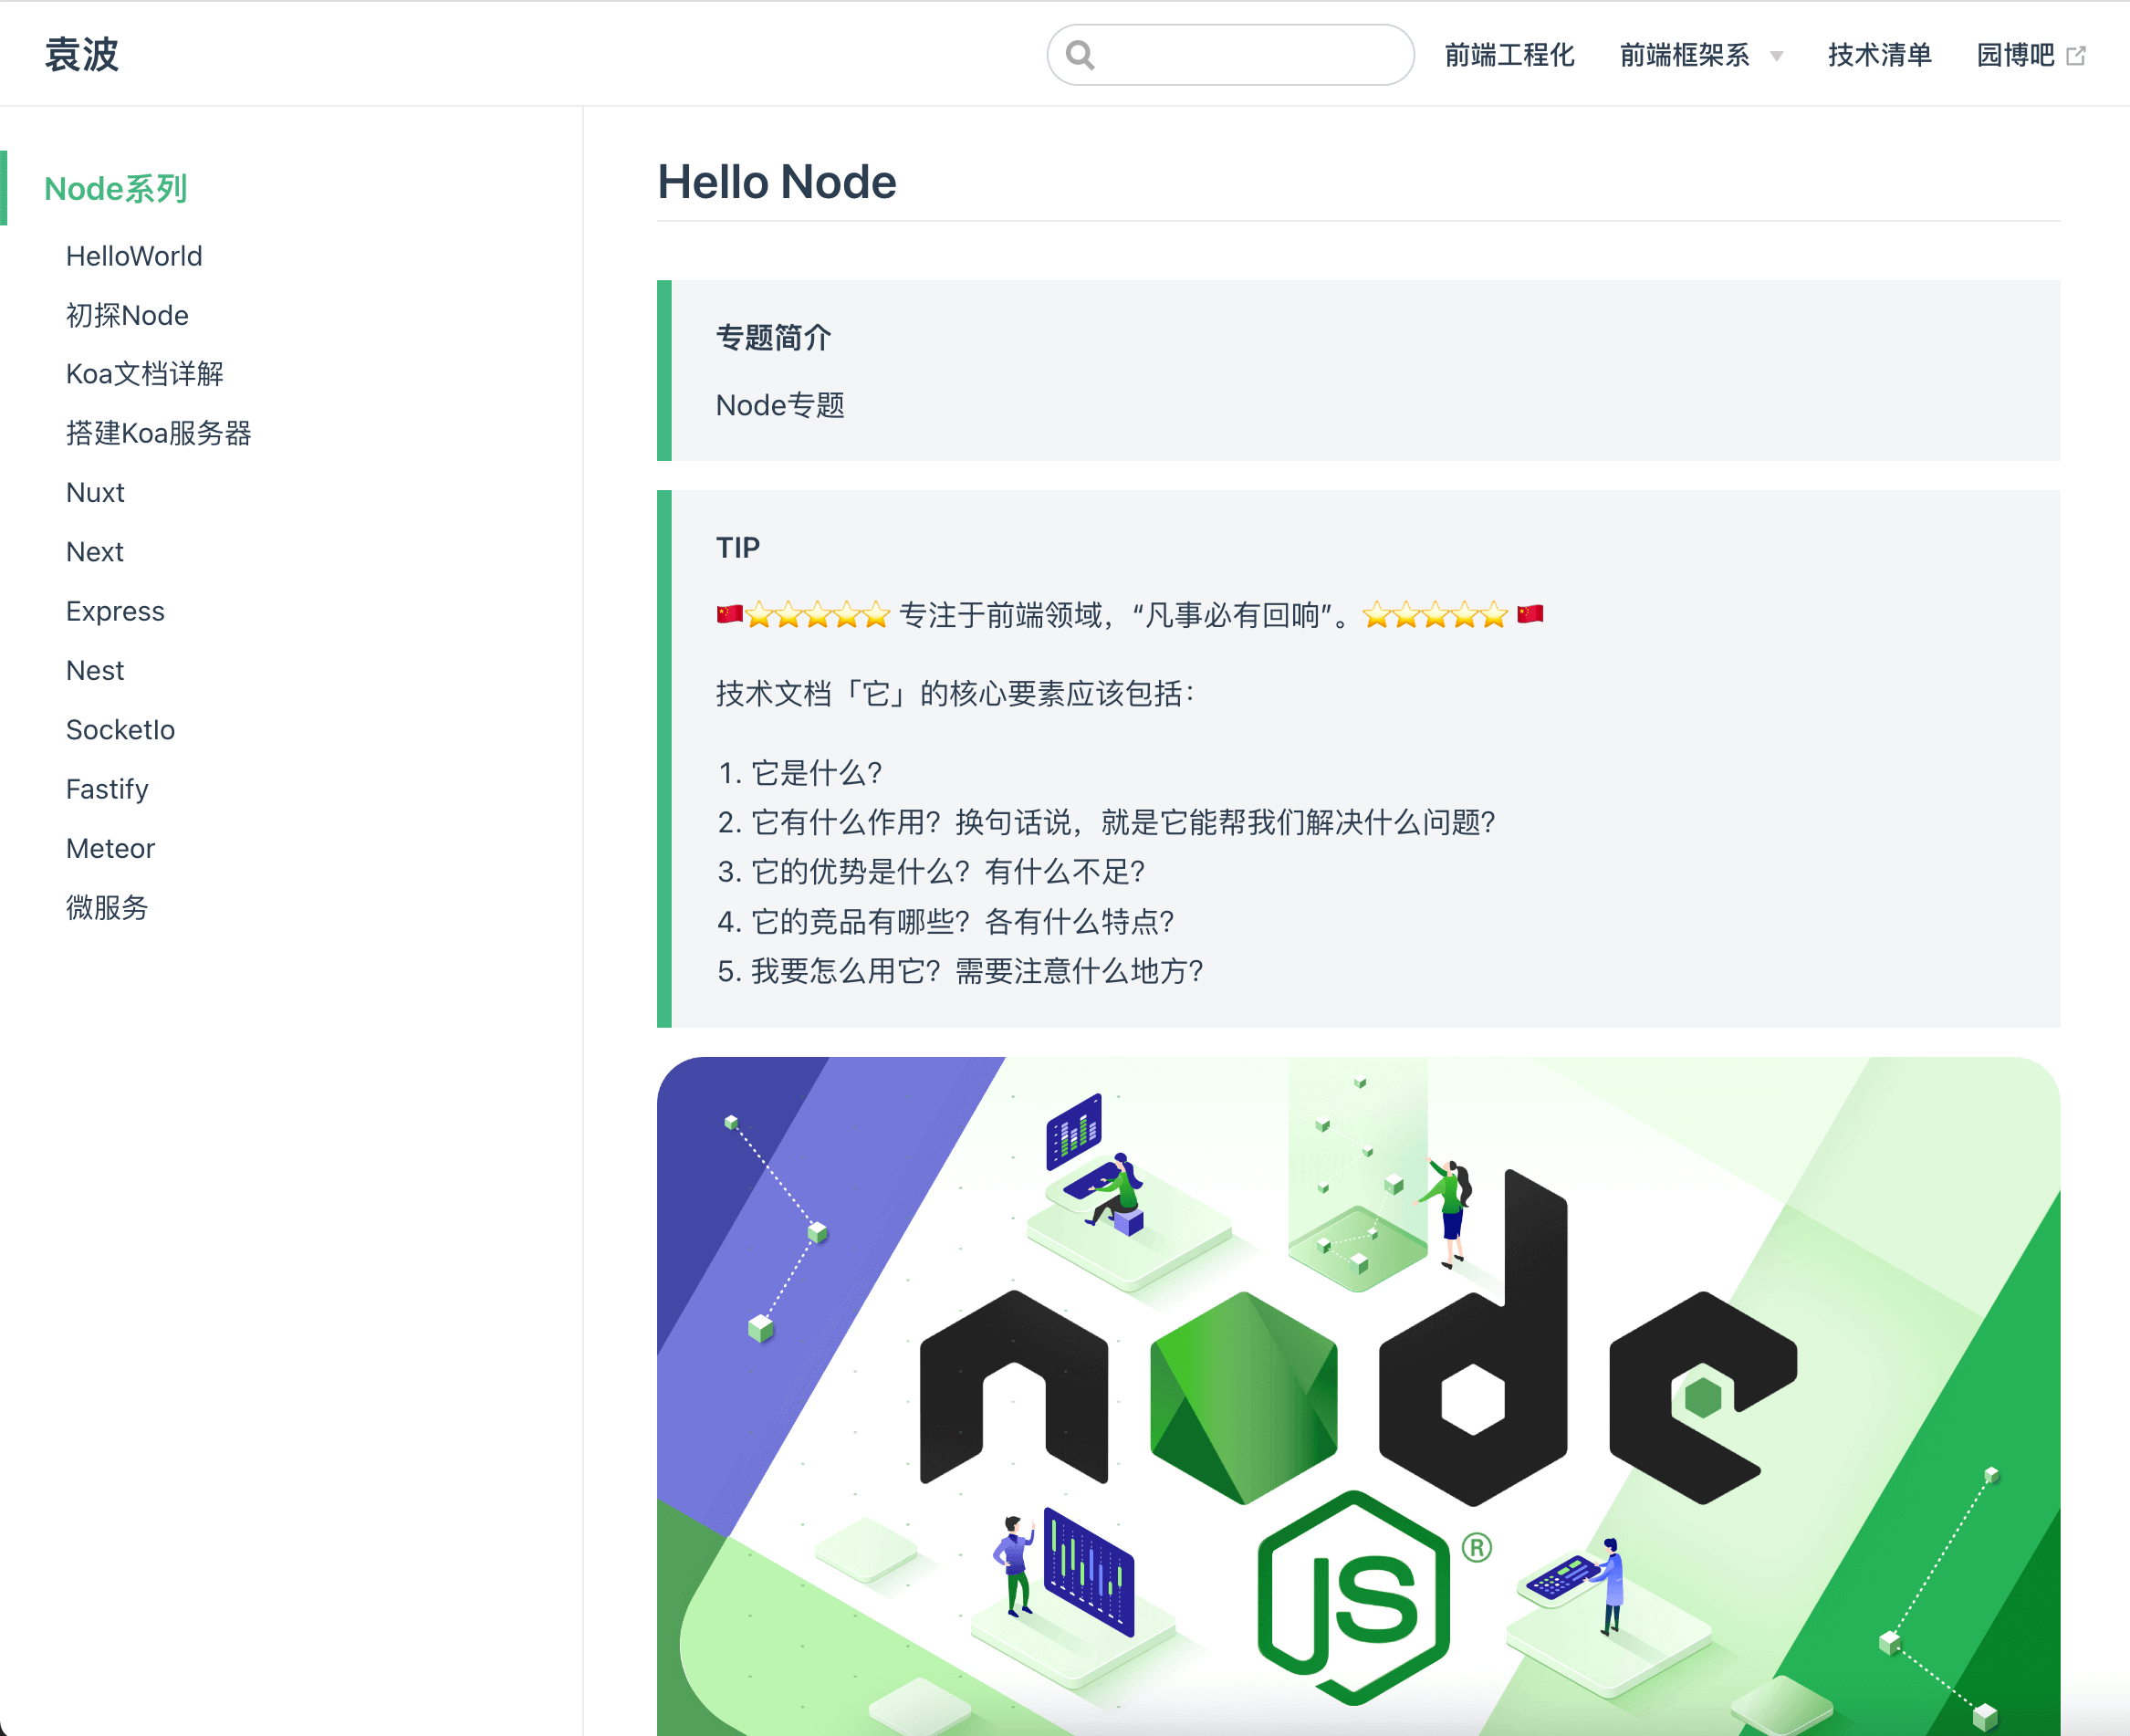 袁波
前端工程化
前端框架系
技术清单
园博吧
Node系列
HelloWorld
初探Node
Koa文档详解
搭建Koa服务器
Nuxt
Next
Express
Nest
SocketIo
Fastify
Meteor
微服务
Hello Node
专题简介
Node专题
TIP
🇨🇳⭐⭐⭐⭐⭐ 专注于前端领域，“凡事必有回响”。⭐⭐⭐⭐⭐🇨🇳
技术文档「它」的核心要素应该包括：
1. 它是什么？
2. 它有什么作用？换句话说，就是它能帮我们解决什么问题？
3. 它的优势是什么？有什么不足？
4. 它的竞品有哪些？各有什么特点？
5. 我要怎么用它？需要注意什么地方？
node
JS®